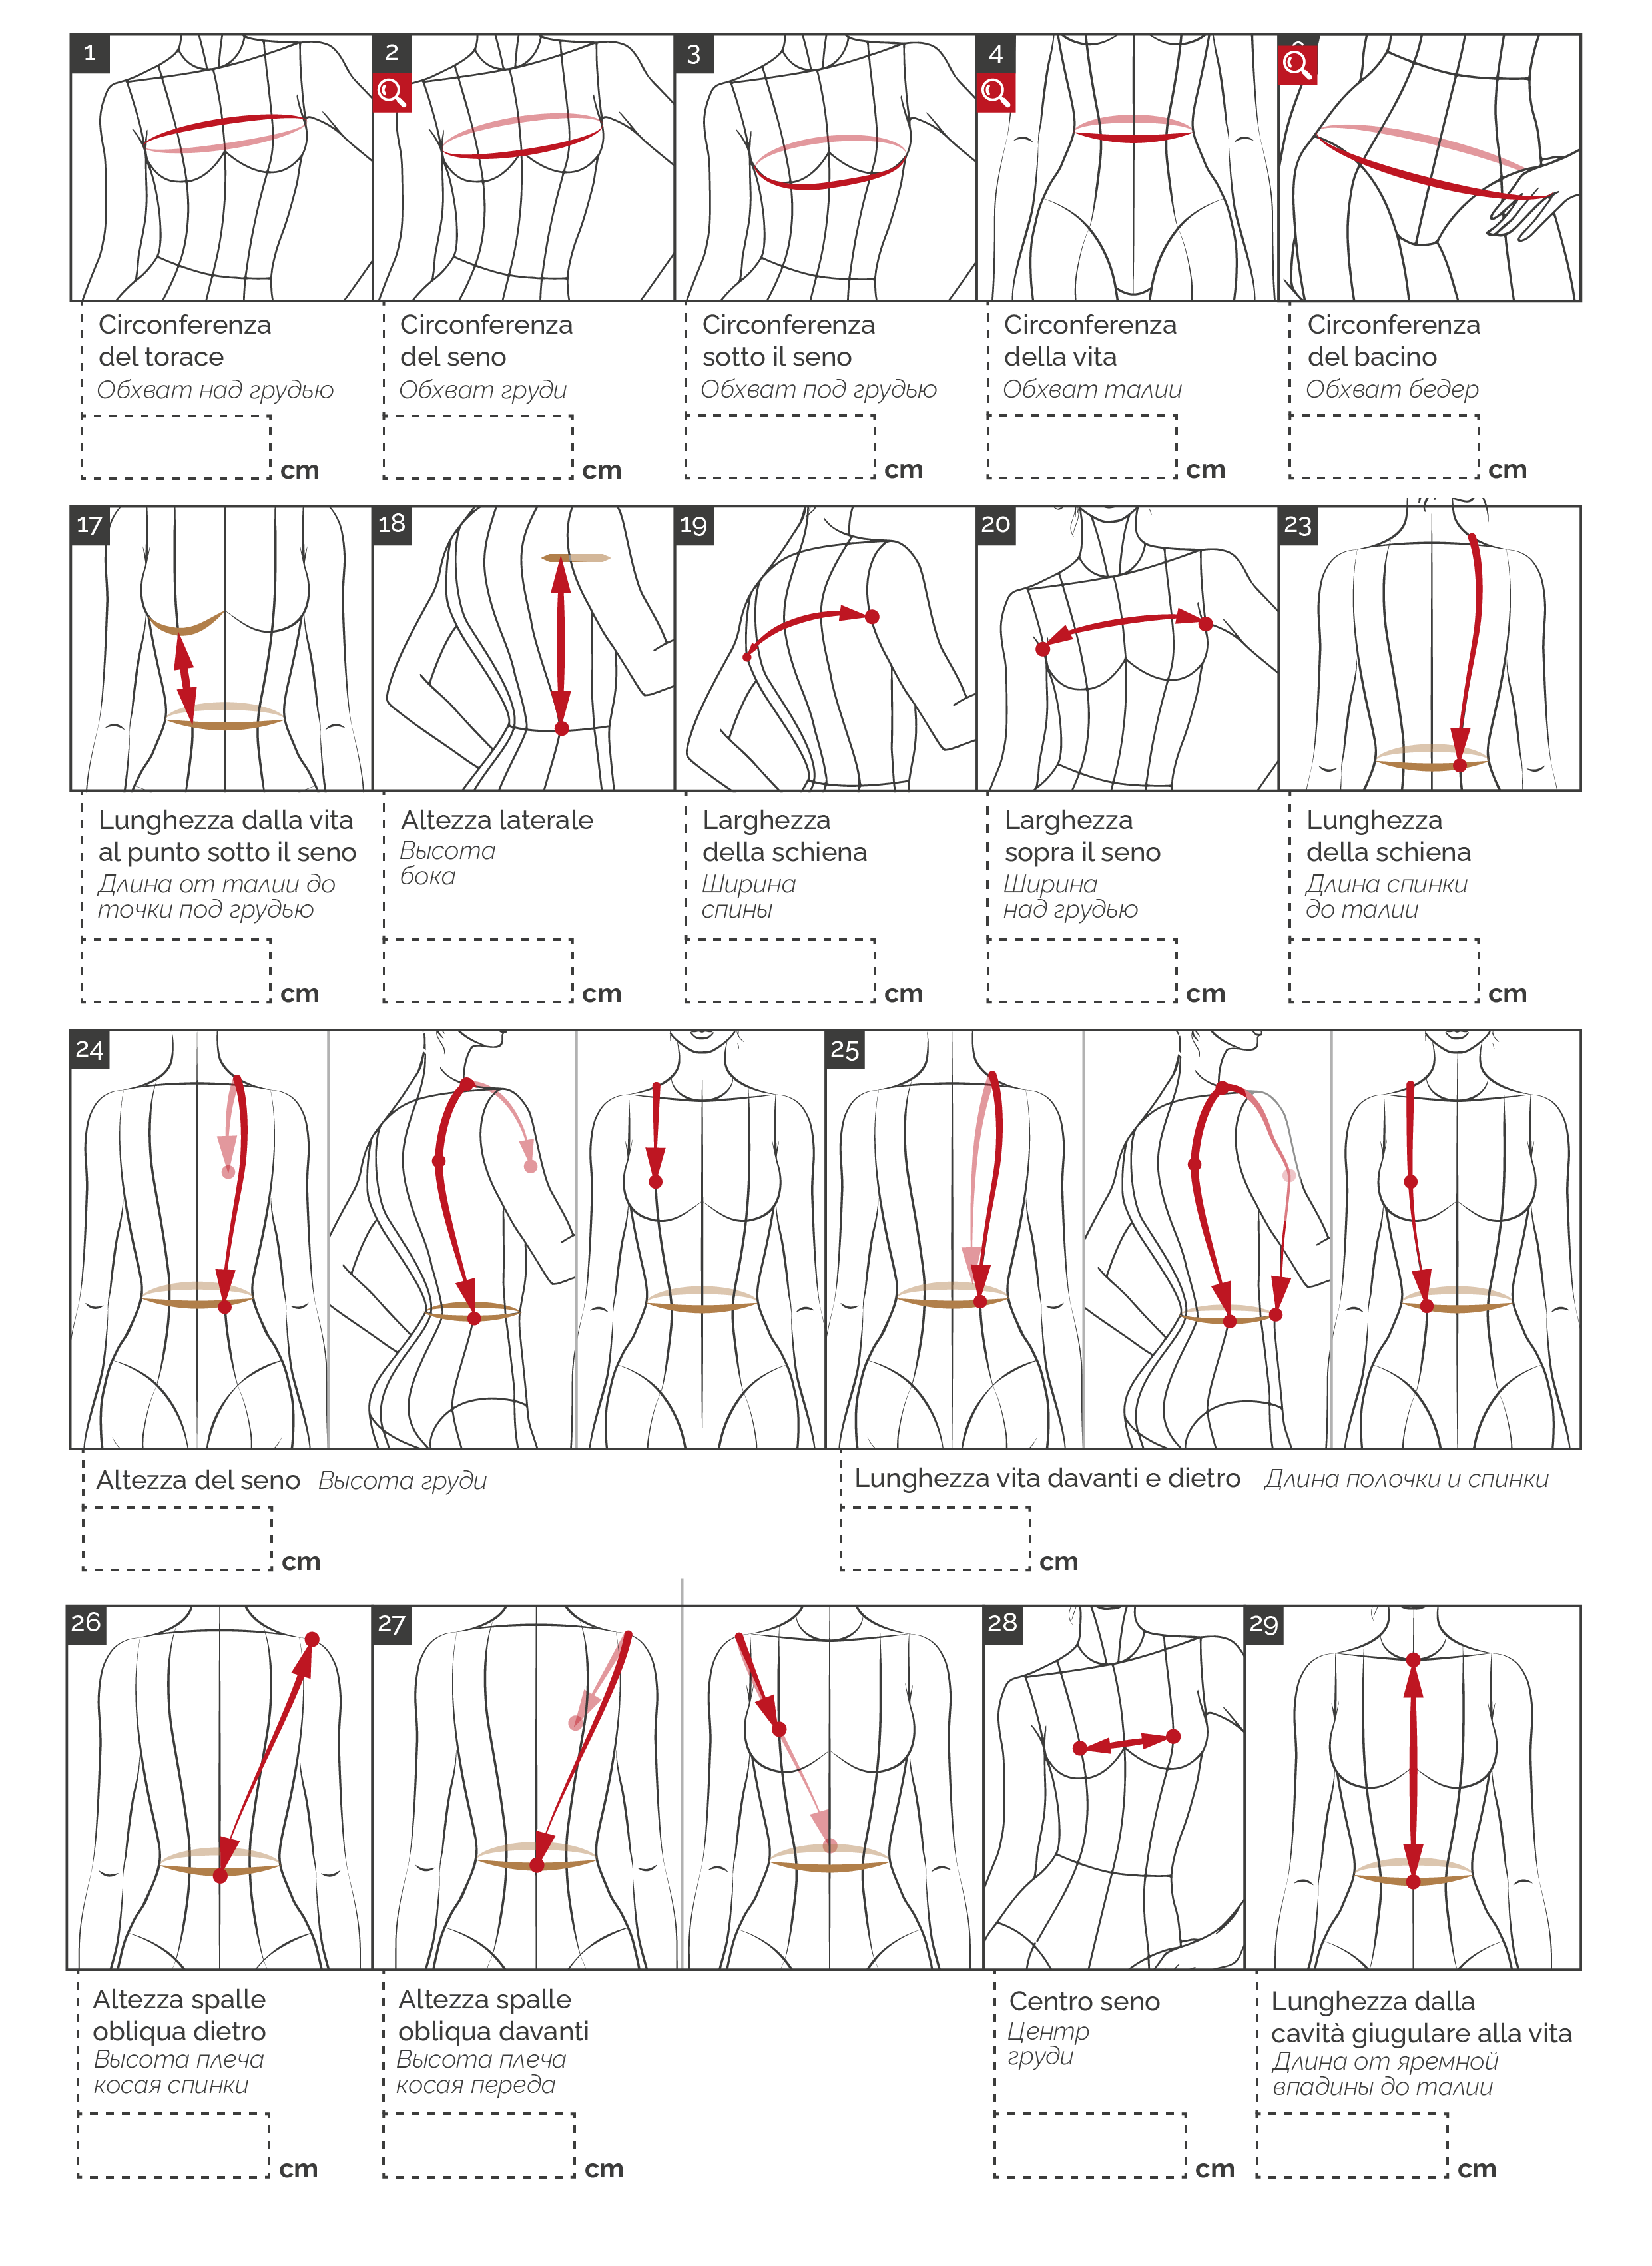 1
2
3
4
Circonferenza
del torace
Обхват над грудью
cm
Circonferenza
del seno
Обхват груди
cm
Circonferenza
sotto il seno
Обхват под грудью
cm
Circonferenza
della vita
Обхват талии
cm
Circonferenza
del bacino
Обхват бедер
cm
17
18
19
20
23
Lunghezza dalla vita
al punto sotto il seno
Длина от талии до
точки под грудью
cm
Altezza laterale
Высота
бока
cm
Larghezza
della schiena
Ширина
спины
cm
Larghezza
sopra il seno
Ширина
над грудью
cm
Lunghezza
della schiena
Длина спинки
до талии
cm
24
25
Altezza del seno Высота груди
cm
Lunghezza vita davanti e dietro Длина полочки и спинки
cm
26
27
28
29
Altezza spalle
obliqua dietro
Высота плеча
косая спинки
cm
Altezza spalle
obliqua davanti
Высота плеча
косая переда
cm
Centro seno
Центр
груди
cm
Lunghezza dalla
cavità giugulare alla vita
Длина от яремной
впадины до талии
cm